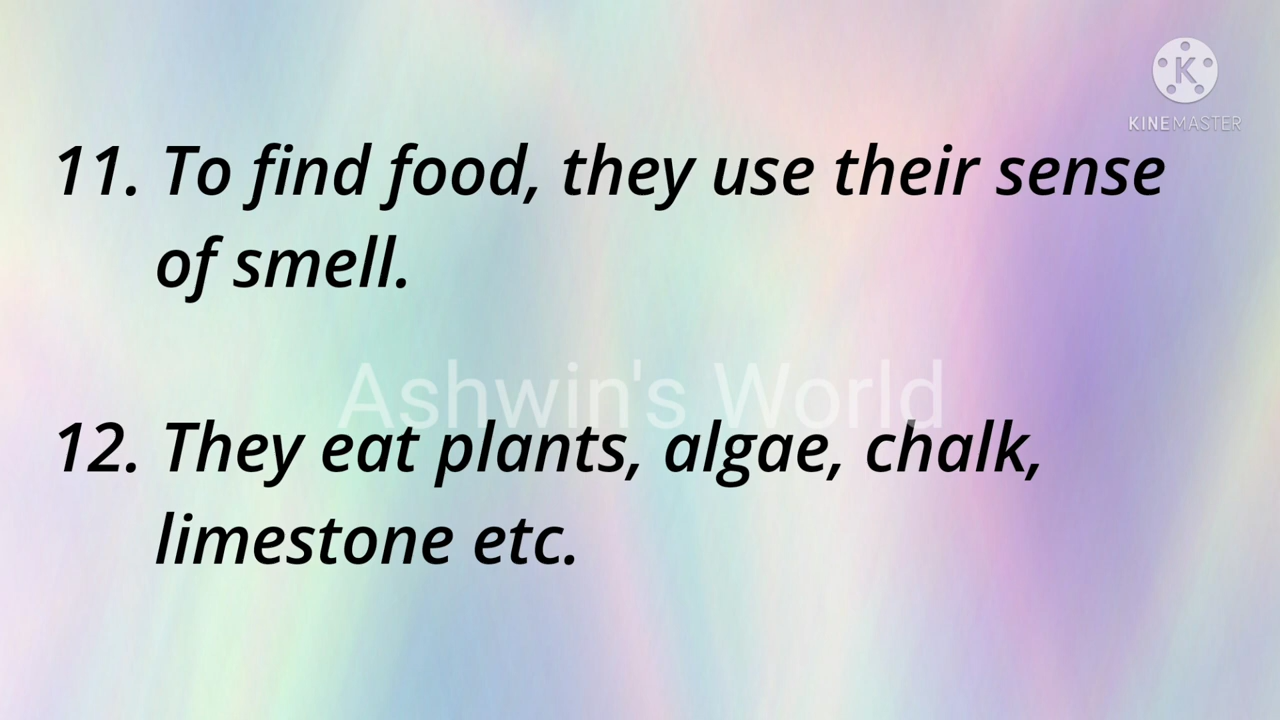 KINEMASTER
11. To find food, they use their sense
of smell.
Ashwin's World
12. They eat plants, algae, chalk,
limestone etc.